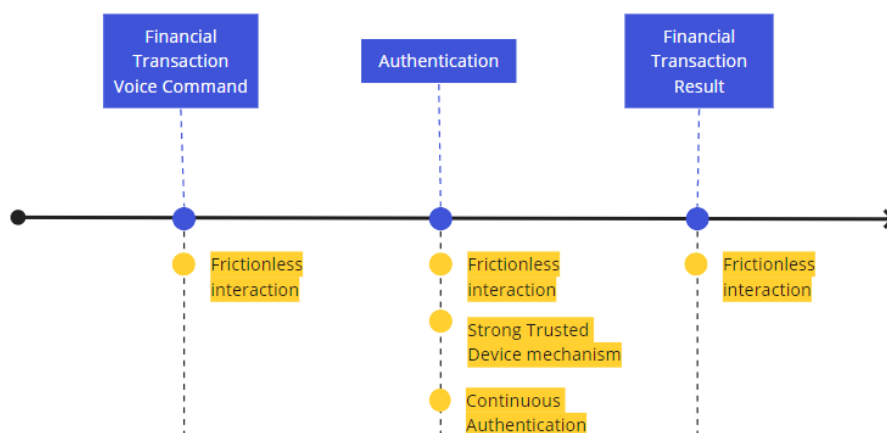 Financial
Transaction
Voice Command
Authentication
Financial
Transaction
Result
Frictionless
interaction
Frictionless
interaction
Strong Trusted
Device mechanism
Continuous
Authentication
Frictionless
interaction